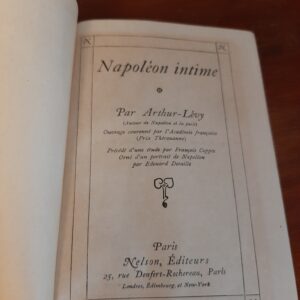 Napoléon intime
Par Arthur-Lévy
(Auteur de Napoléon et la paix)
Ouvrage couronné par l'Académie française
(Prix Thérouanne)
Précédé d'une étude par François Coppée
Orné d'un portrait de Napoléon
par Edouard Detaille
Paris
Nelson, Éditeurs
25, rue Denfert-Rochereau, Paris
Londres, Édimbourg, et New-York